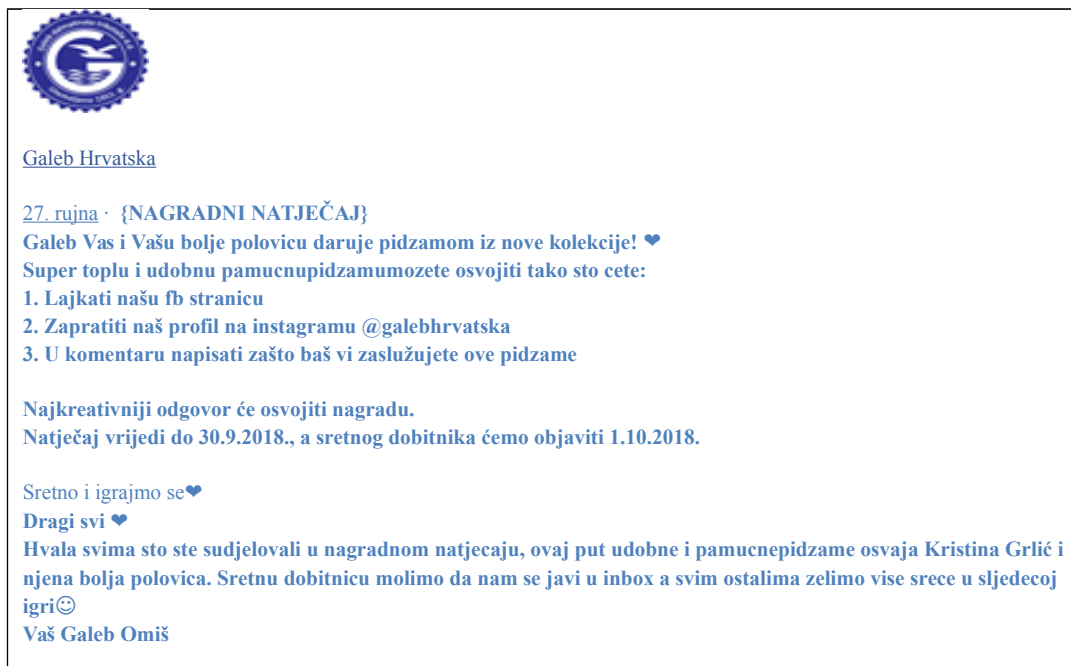 Galeb Hrvatska
27. rujna · {NAGRADNI NATJEČAJ}
Galeb Vas i Vašu bolje polovicu daruje pidzamom iz nove kolekcije! ❤
Super toplu i udobnu pamucnupidzamumozete osvojiti tako sto cete:
1. Lajkati našu fb stranicu
2. Zapratiti naš profil na instagramu @galebhrvatska
3. U komentaru napisati zašto baš vi zaslužujete ove pidzame
Najkreativniji odgovor će osvojiti nagradu.
Natječaj vrijedi do 30.9.2018., a sretnog dobitnika ćemo objaviti 1.10.2018.
Sretno i igrajmo se❤
Dragi svi ❤
Hvala svima sto ste sudjelovali u nagradnom natjecaju, ovaj put udobne i pamucnepidzame osvaja Kristina Grlić i
njena bolja polovica. Sretnu dobitnicu molimo da nam se javi u inbox a svim ostalima zelimo vise srece u sljedecoj
igri☺
Vaš Galeb Omiš